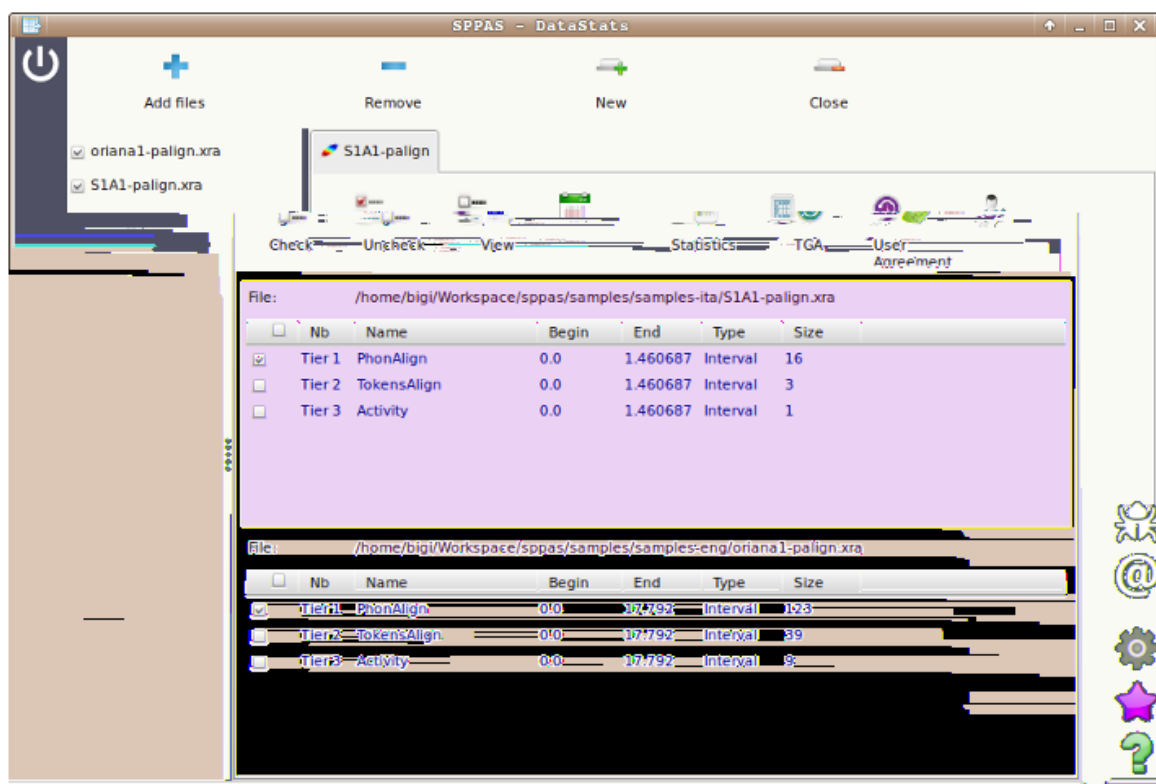 SPPAS - DataStats
Add files Remove New Close
oriana1-palign.xra
S1A1-palign
S1A1-palign.xra
Check Uncheck View Statistics TGA User
Agreement
File: /home/bigi/Workspace/sppas/samples/samples-ita/S1A1-palign.xra
Nb Name Begin End Type Size
Tier 1 PhonAlign 0.0 1.460687 Interval 16
Tier 2 TokensAlign 0.0 1.460687 Interval 3
Tier 3 Activity 0.0 1.460687 Interval 1
File: /home/bigi/Workspace/sppas/samples/samples-eng/oriana1-palign.xra
Nb Name Begin End Type Size
Tier 1 PhonAlign 0.0 17.792 Interval 123
Tier 2 TokensAlign 0.0 17.792 Interval 39
Tier 3 Activity 0.0 17.792 Interval 9